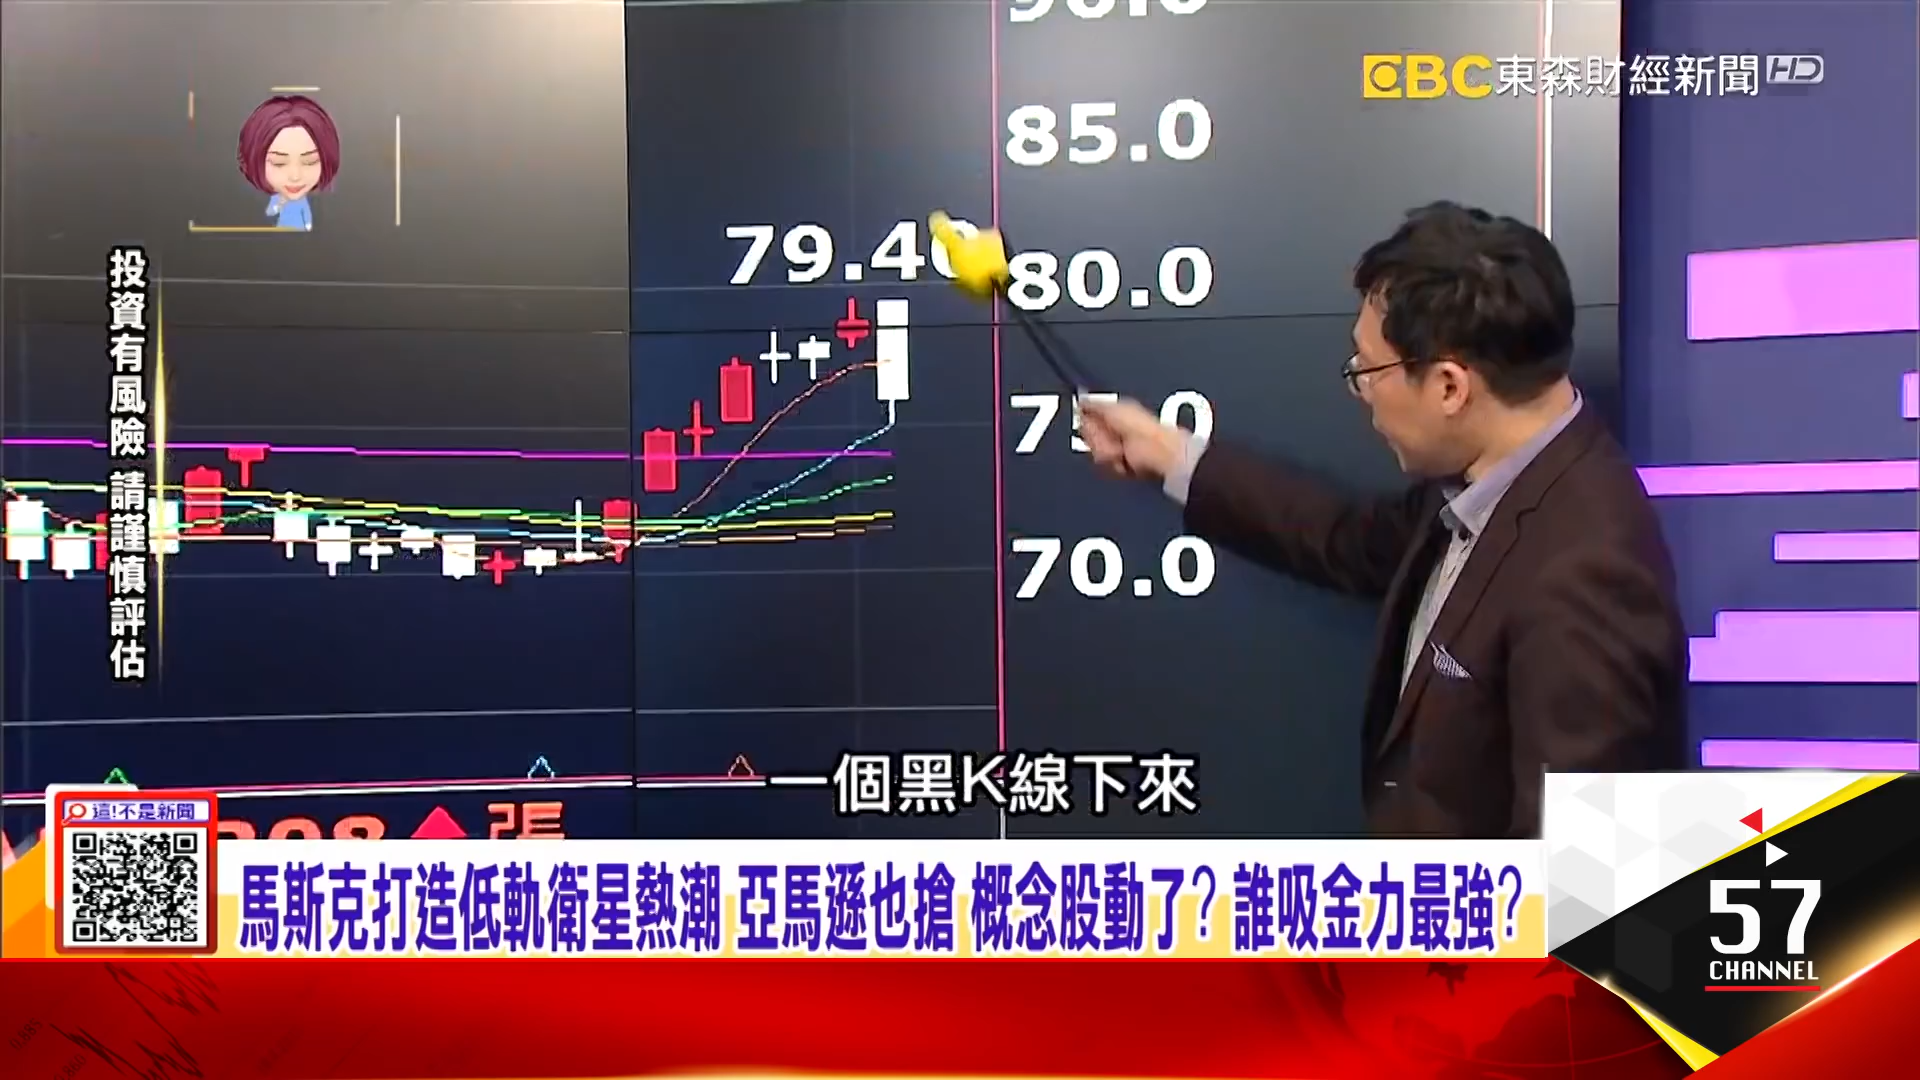 EBC東森財經新聞HD
85.0
79.40
80.0
75.0
70.0
投資有風險 請謹慎評估
一個黑K線下來
張
這!不是新聞
馬斯克打造低軌衛星熱潮 亞馬遜也搶 概念股動了? 誰吸金力最強?
57
CHANNEL